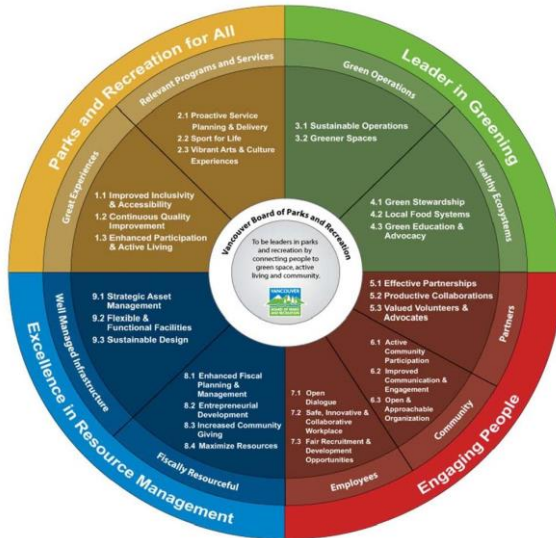 Parks and Recreation for All
Great Experiences
1.1 Improved Inclusivity
& Accessibility
1.2 Continuous Quality
Improvement
1.3 Enhanced Participation
& Active Living
Relevant Programs and Services
2.1 Proactive Service
Planning & Delivery
2.2 Sport for Life
2.3 Vibrant Arts & Culture
Experiences
Leader in Greening
Green Operations
3.1 Sustainable Operations
3.2 Greener Spaces
Healthy Ecosystems
4.1 Green Stewardship
4.2 Local Food Systems
4.3 Green Education &
Advocacy
Vancouver Board of Parks and Recreation
To be leaders in parks
and recreation by
connecting people to
green space, active
living and community.
VANCOUVER
Engaging People
Partners
5.1 Effective Partnerships
5.2 Productive Collaborations
5.3 Valued Volunteers &
Advocates
Community
6.1 Active
Community
Participation
6.2 Improved
Communication &
Engagement
6.3 Open &
Approachable
Organization
Employees
7.1 Open
Dialogue
7.2 Safe, Innovative &
Collaborative
Workplace
7.3 Fair Recruitment &
Development
Opportunities
Excellence in Resource Management
Fiscally Resourceful
8.1 Enhanced Fiscal
Planning &
Management
8.2 Entrepreneurial
Development
8.3 Increased Community
Giving
8.4 Maximize Resources
Well Managed Infrastructure
9.1 Strategic Asset
Management
9.2 Flexible &
Functional Facilities
9.3 Sustainable Design